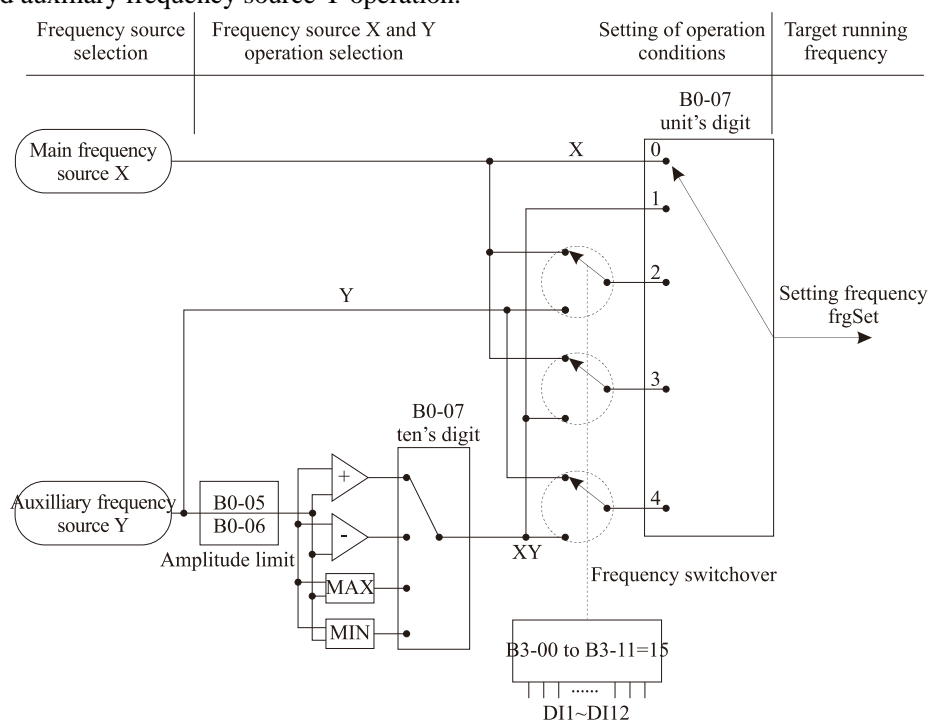 d auxiliary frequency source Y operation.
Frequency source
selection
Frequency source X and Y
operation selection
Setting of operation
conditions
Target running
frequency
B0-07
unit's digit
Main frequency
source X
X
0
1
2
Y
Setting frequency
frgSet
3
B0-07
ten's digit
+
Auxilliary frequency
source Y
B0-05
B0-06
4
-
XY
Amplitude limit
Frequency switchover
MAX
MIN
B3-00 to B3-11=15
......
DI1~DI12